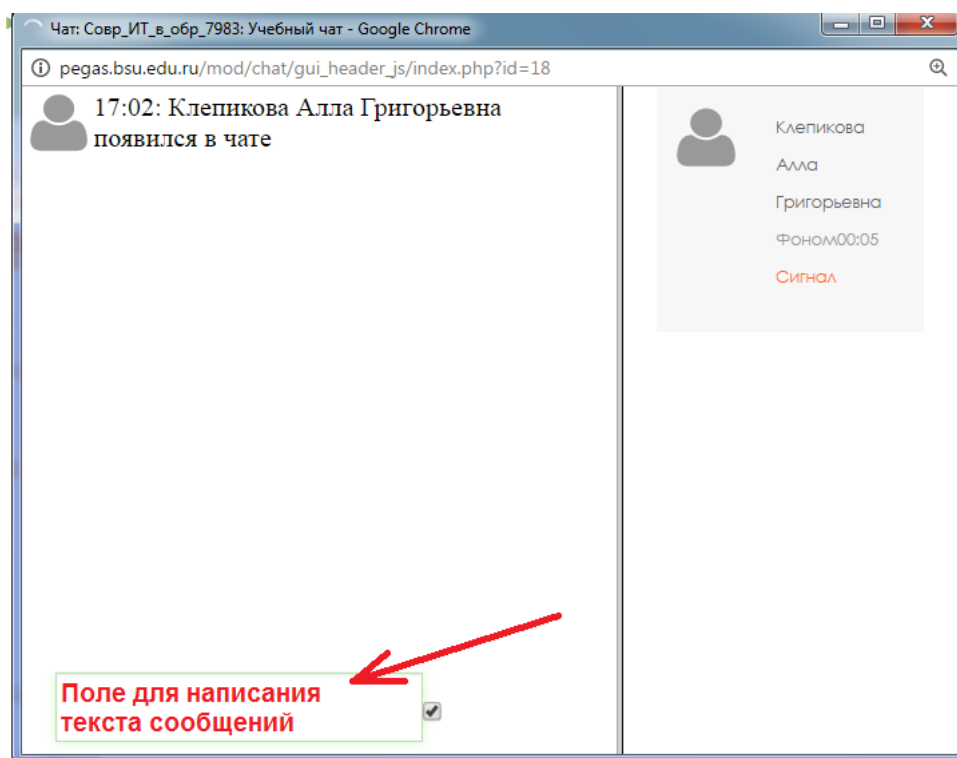 Чат: Совр_ИТ_в_обр_7983: Учебный чат - Google Chrome
pegas.bsu.edu.ru/mod/chat/gui_header_js/index.php?id=18
17:02: Клепикова Алла Григорьевна
появился в чате
Клепикова
Алла
Григорьевна
Фоном00:05
Сигнал
Поле для написания
текста сообщений